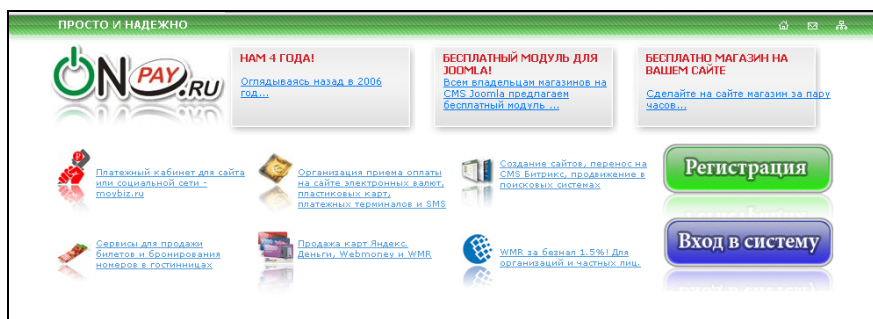 ПРОСТО И НАДЕЖНО
ONPAY.RU
НАМ 4 ГОДА!
Оглядываясь назад в 2006
год...
БЕСПЛАТНЫЙ МОДУЛЬ ДЛЯ
JOOMLA!
Всем владельцам магазинов на
CMS Joomla предлагаем
бесплатный модуль ...
БЕСПЛАТНО МАГАЗИН НА
ВАШЕМ САЙТЕ
Сделайте на сайте магазин за пару
часов...
Платежный кабинет для сайта
или социальной сети -
movbiz.ru
Организация приема оплаты
на сайте электронных валют,
пластиковых карт,
платежных терминалов и SMS
Создание сайтов, перенос на
CMS Битрикс, продвижение в
поисковых системах
Регистрация
Сервисы для продажи
билетов и бронирования
номеров в гостинницах
Продажа карт Яндекс.
Деньги, Webmoney и WMR
WMR за безнал 1.5%! Для
организаций и частных лиц.
Вход в систему